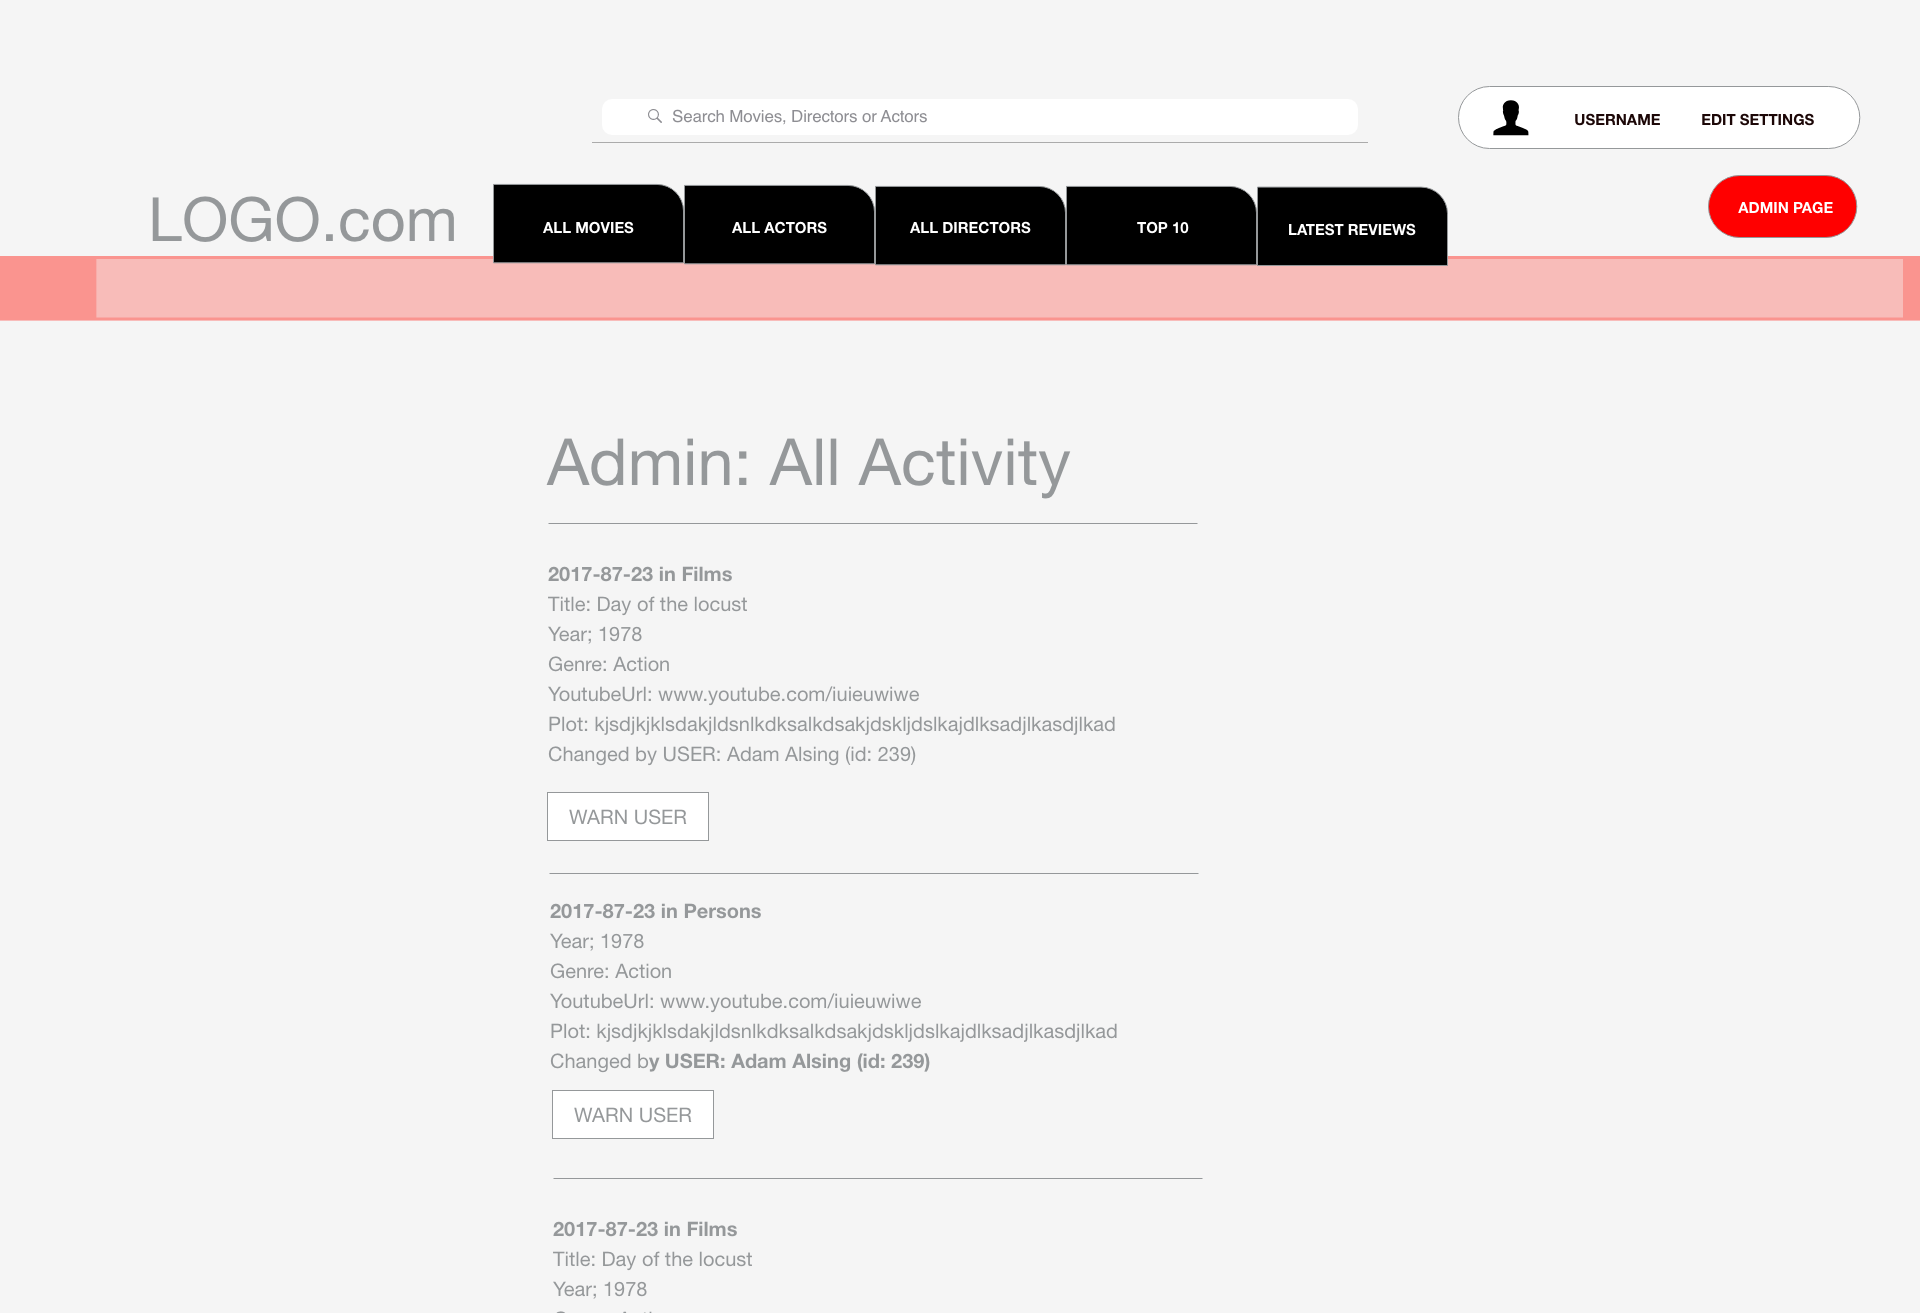 Search Movies, Directors or Actors
USERNAME
EDIT SETTINGS
LOGO.com
ALL MOVIES
ALL ACTORS
ALL DIRECTORS
TOP 10
LATEST REVIEWS
ADMIN PAGE
Admin: All Activity
2017-87-23 in Films
Title: Day of the locust
Year; 1978
Genre: Action
YoutubeUrl: www.youtube.com/iuieuwiwe
Plot: kjsdjkjklsdakjldsnlkdksalkdsakjdskljdslkajdlksadjlkasdjlkad
Changed by USER: Adam Alsing (id: 239)
WARN USER
2017-87-23 in Persons
Year; 1978
Genre: Action
YoutubeUrl: www.youtube.com/iuieuwiwe
Plot: kjsdjkjklsdakjldsnlkdksalkdsakjdskljdslkajdlksadjlkasdjlkad
Changed by USER: Adam Alsing (id: 239)
WARN USER
2017-87-23 in Films
Title: Day of the locust
Year; 1978